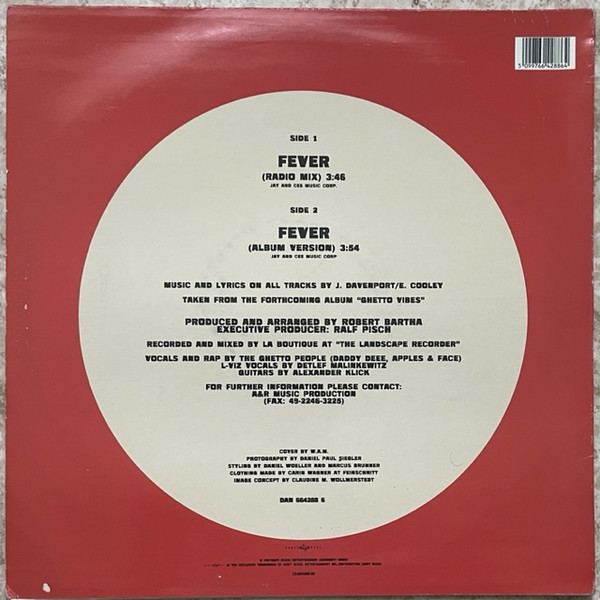 5 099766 428864
SIDE 1
FEVER
(RADIO MIX) 3:46
JAY AND CEE MUSIC CORP.
SIDE 2
FEVER
(ALBUM VERSION) 3:54
JAY AND CEE MUSIC CORP
MUSIC AND LYRICS ON ALL TRACKS BY J. DAVENPORT/E. COOLEY
TAKEN FROM THE FORTHCOMING ALBUM "GHETTO VIBES"
PRODUCED AND ARRANGED BY ROBERT BARTHA
EXECUTIVE PRODUCER: RALF PISCH
RECORDED AND MIXED BY LA BOUTIQUE AT "THE LANDSCAPE RECORDER"
VOCALS AND RAP BY THE GHETTO PEOPLE (DADDY DEEE, APPLES & FACE)
L-VIZ VOCALS BY DETLEF MALINKEWITZ
GUITARS BY ALEXANDER KLICK
FOR FURTHER INFORMATION PLEASE CONTACT:
A&R MUSIC PRODUCTION
(FAX: 49-2246-3225)
COVER BY W.A.M.
PHOTOGRAPHY BY DANIEL PAUL SIEBLER
STYLING BY DANIEL WOELLER AND MARCUS BRUNNER
CLOTHING MADE BY CARIN WAGNER AT FEINSCHNITT
IMAGE CONCEPT BY CLAUDINE M. WOLLMERSTEDT
DAN 664288 6